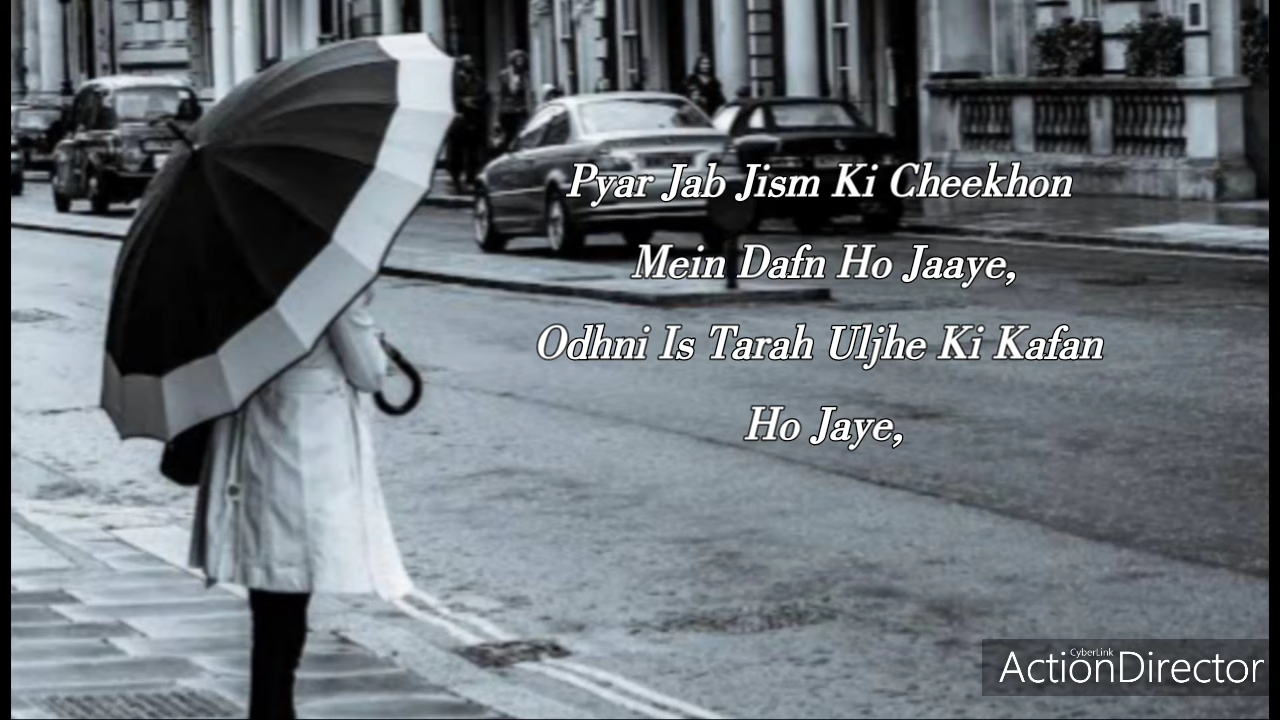 Pyar Jab Jism Ki Cheekhon
Mein Dafn Ho Jaaye,
Odhni Is Tarah Uljhe Ki Kafan
Ho Jaye,
CyberLink
ActionDirector